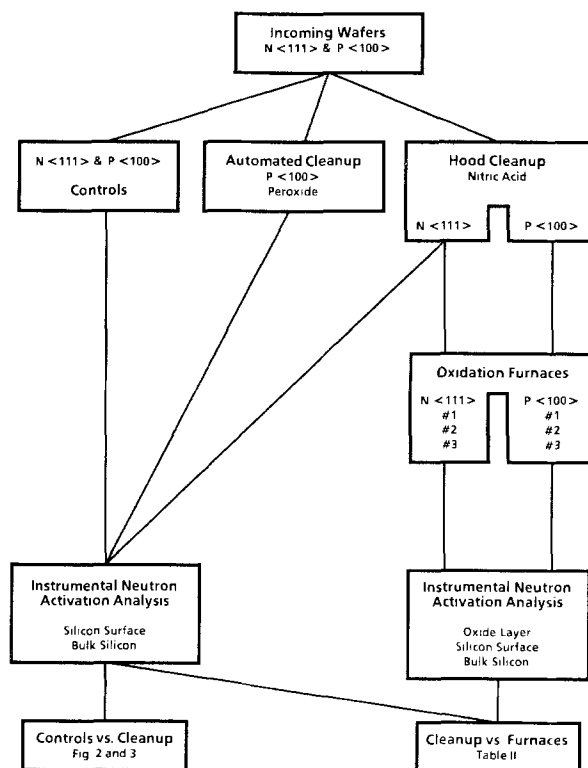 Incoming Wafers
N <111> & P <100>
N <111> & P <100>
Controls
Automated Cleanup
P <100>
Peroxide
Hood Cleanup
Nitric Acid
N <111>
P <100>
Oxidation Furnaces
N <111>
#1
#2
#3
P <100>
#1
#2
#3
Instrumental Neutron
Activation Analysis
Silicon Surface
Bulk Silicon
Instrumental Neutron
Activation Analysis
Oxide Layer
Silicon Surface
Bulk Silicon
Controls vs. Cleanup
Fig 2 and 3
Cleanup vs Furnaces
Table II